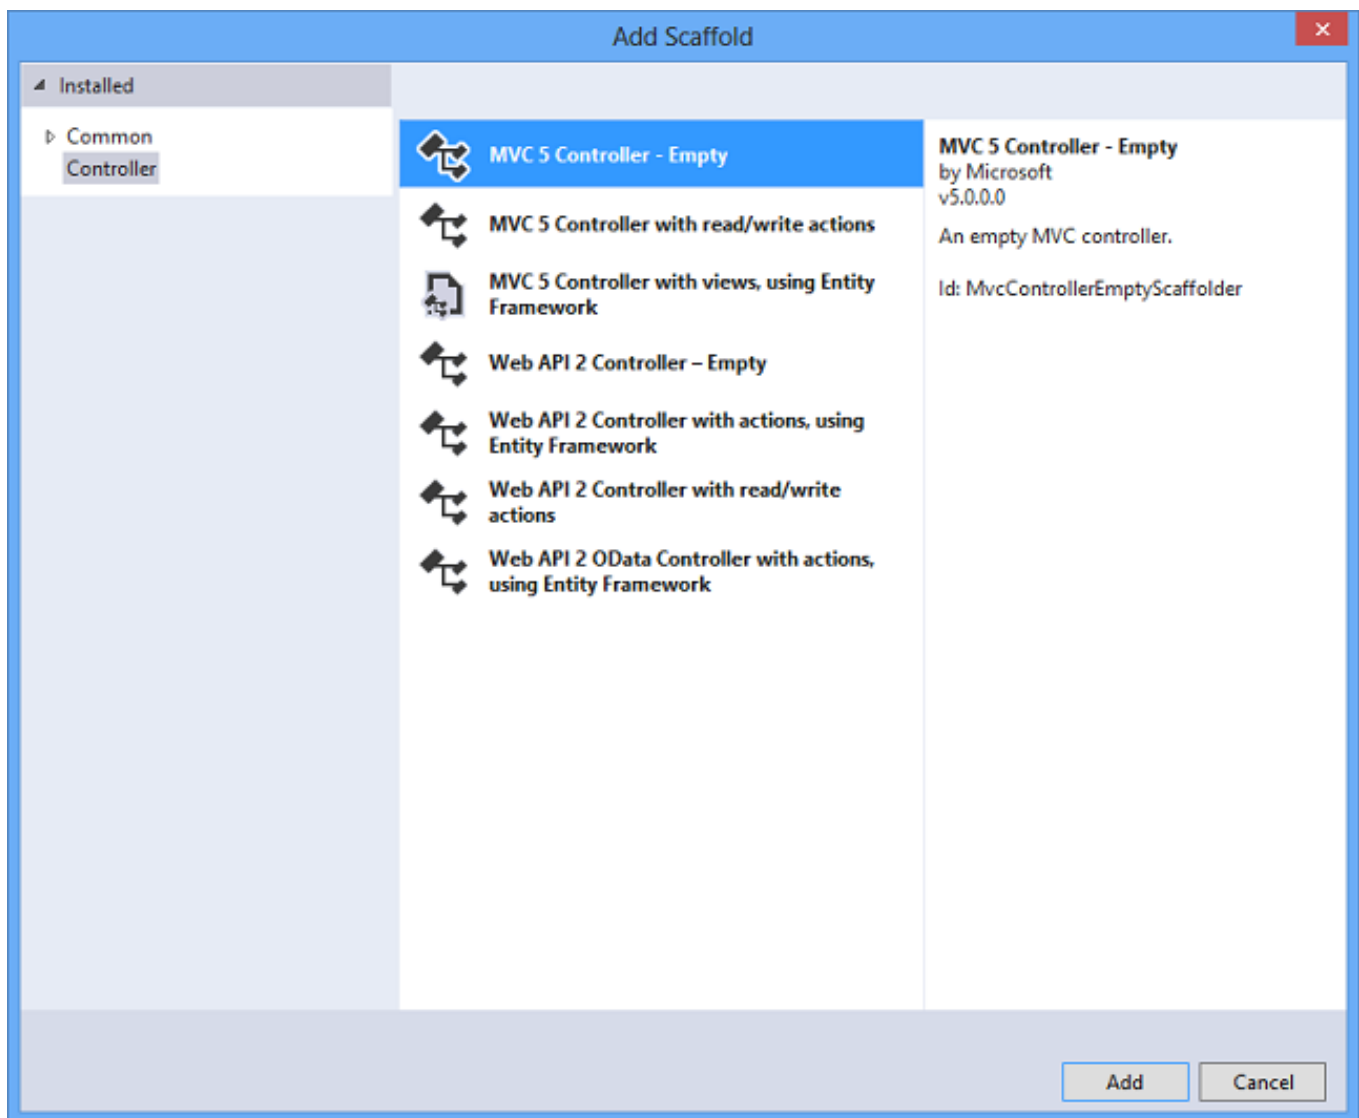 Add Scaffold
Installed
Common
Controller
MVC 5 Controller - Empty
MVC 5 Controller with read/write actions
MVC 5 Controller with views, using Entity
Framework
Web API 2 Controller – Empty
Web API 2 Controller with actions, using
Entity Framework
Web API 2 Controller with read/write
actions
Web API 2 OData Controller with actions,
using Entity Framework
MVC 5 Controller - Empty
by Microsoft
v5.0.0.0
An empty MVC controller.
Id: MvcControllerEmptyScaffolder
Add
Cancel